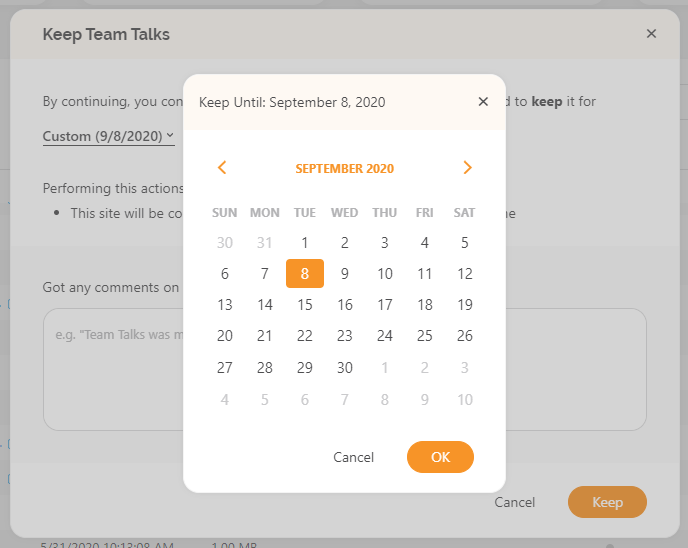 Keep Team Talks
Keep Until: September 8, 2020
By continuing, you con
d to keep it for
Custom (9/8/2020)
SEPTEMBER 2020
Performing this actions
This site will be co
ne
SUN MON TUE WED THU FRI SAT
30 31 1 2 3 4 5
6 7 8 9 10 11 12
13 14 15 16 17 18 19
20 21 22 23 24 25 26
27 28 29 30 1 2 3
4 5 6 7 8 9 10
Got any comments on
e.g. "Team Talks was m
Cancel OK
Cancel Keep
5/31/2020 10:13:08 AM 1.00 MB